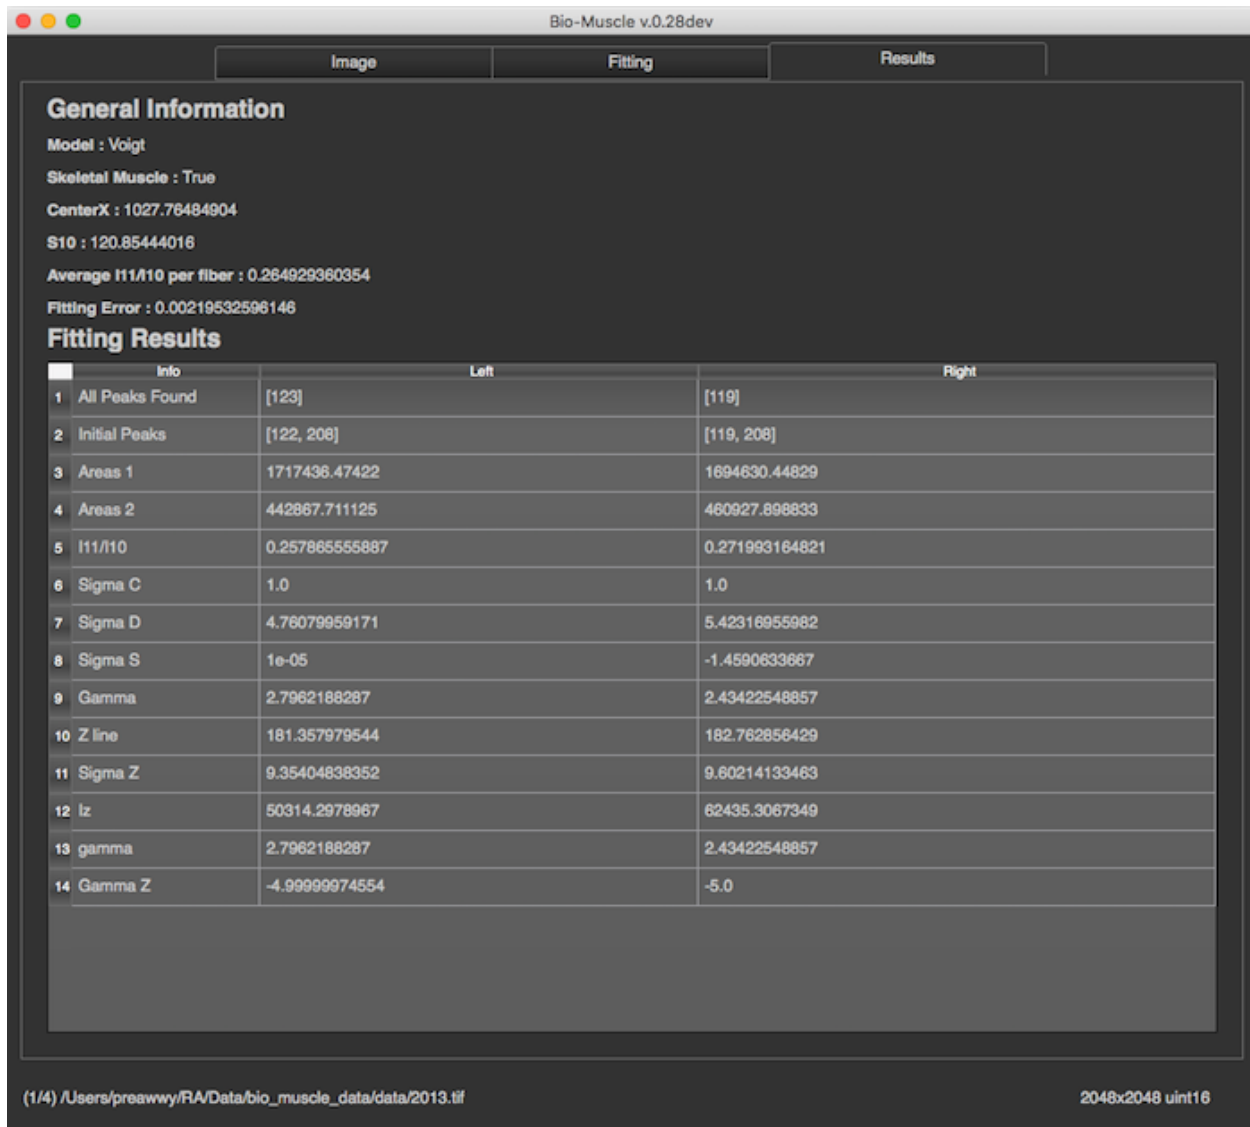 Bio-Muscle v.0.28dev
Image Fitting Results
General Information
Model : Voigt
Skeletal Muscle : True
CenterX : 1027.76484904
S10 : 120.85444016
Average I11/I10 per fiber : 0.264929360354
Fitting Error : 0.00219532596146
Fitting Results
Info Left Right
1 All Peaks Found [123] [119]
2 Initial Peaks [122, 208] [119, 208]
3 Areas 1 1717436.47422 1694630.44829
4 Areas 2 442867.711125 460927.898833
5 I11/I10 0.257865555887 0.271993164821
6 Sigma C 1.0 1.0
7 Sigma D 4.76079959171 5.42316955982
8 Sigma S 1e-05 -1.4590633667
9 Gamma 2.7962188287 2.43422548857
10 Z line 181.357979544 182.762856429
11 Sigma Z 9.35404838352 9.60214133463
12 Iz 50314.2978967 62435.3067349
13 gamma 2.7962188287 2.43422548857
14 Gamma Z -4.99999974554 -5.0
(1/4) /Users/preawwy/RA/Data/bio_muscle_data/data/2013.tif 2048x2048 uint16